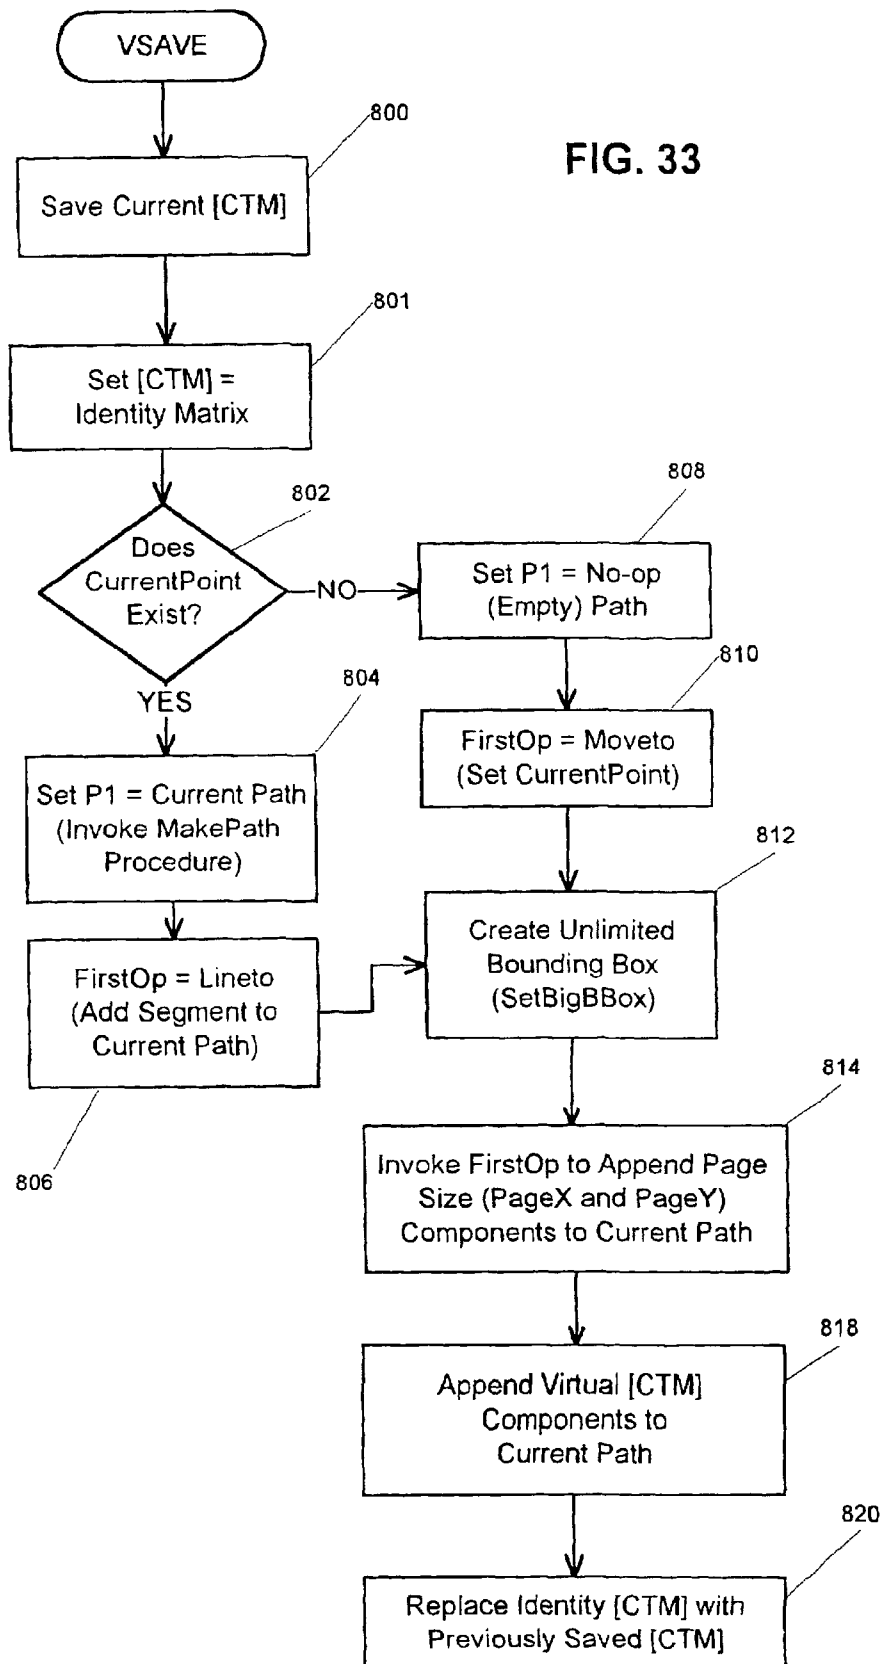 VSAVE
800
FIG. 33
Save Current [CTM]
801
Set [CTM] =
Identity Matrix
802
Does
CurrentPoint
Exist?
NO
808
Set P1 = No-op
(Empty) Path
YES
804
810
FirstOp = Moveto
(Set CurrentPoint)
Set P1 = Current Path
(Invoke MakePath
Procedure)
812
Create Unlimited
Bounding Box
(SetBigBBox)
FirstOp = Lineto
(Add Segment to
Current Path)
806
814
Invoke FirstOp to Append Page
Size (PageX and PageY)
Components to Current Path
818
Append Virtual [CTM]
Components to
Current Path
820
Replace Identity [CTM] with
Previously Saved [CTM]